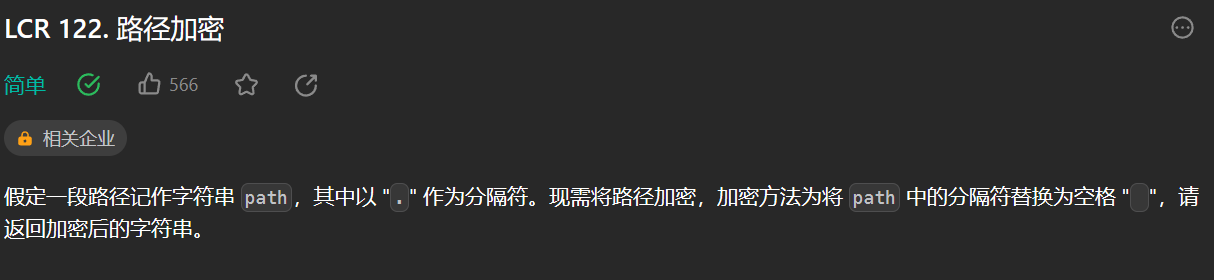 LCR 122. 路径加密
简单 566
相关企业
假定一段路径记作字符串 path，其中以 "." 作为分隔符。现需将路径加密，加密方法为将 path 中的分隔符替换为空格 " "，请
返回加密后的字符串。